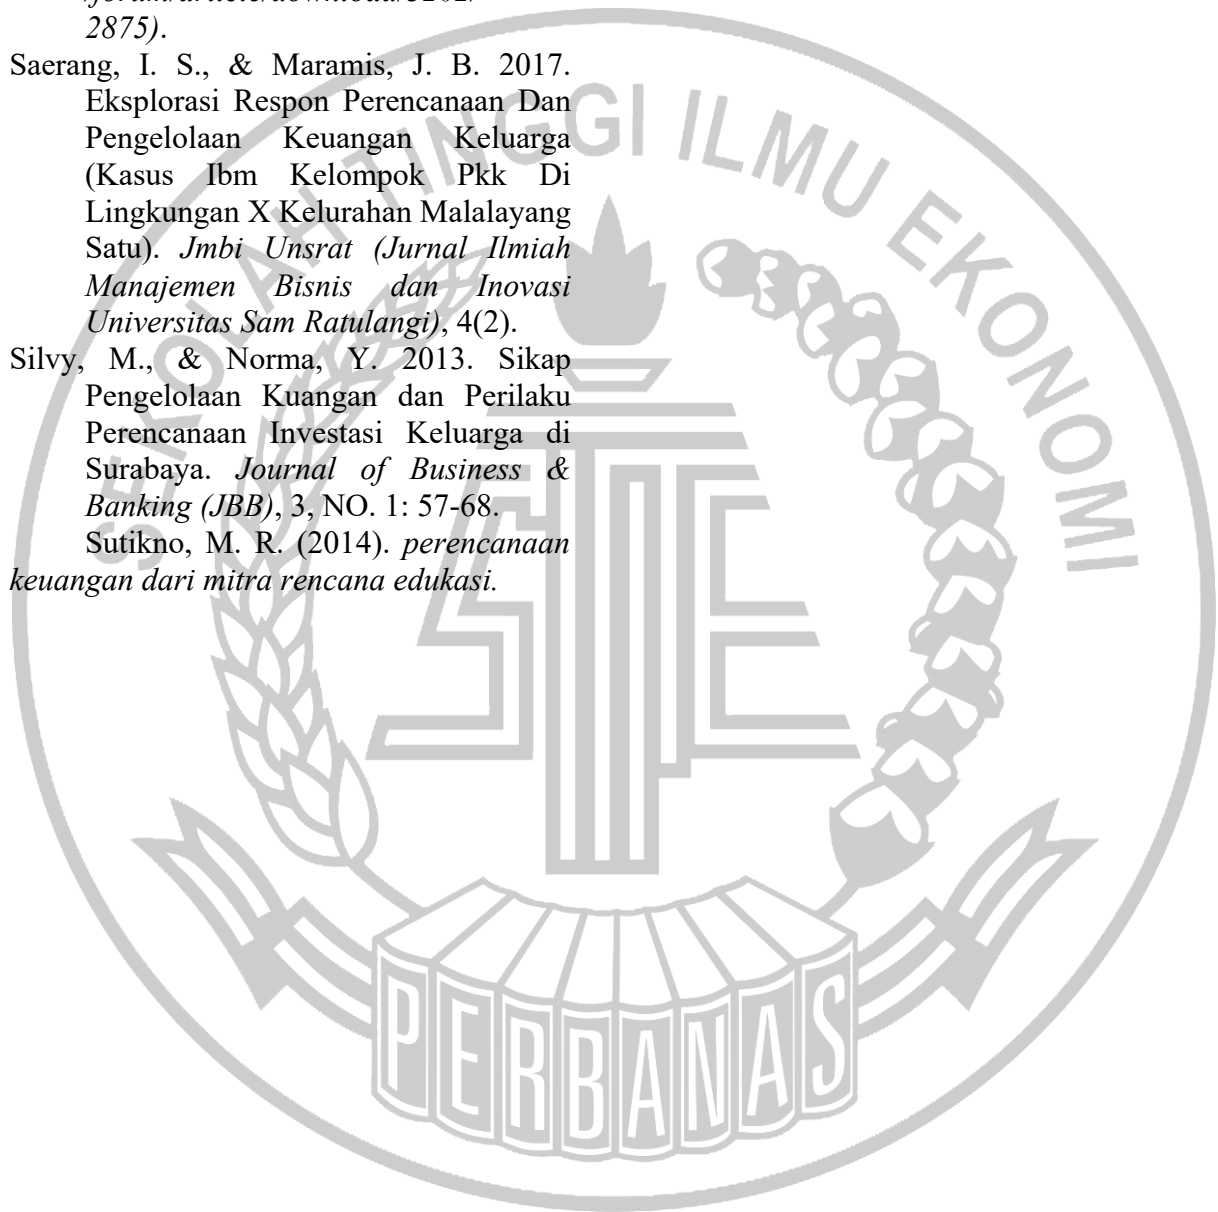 2875).
Saerang, I. S., & Maramis, J. B. 2017.
Eksplorasi Respon Perencanaan Dan
Pengelolaan Keuangan Keluarga
(Kasus Ibm Kelompok Pkk Di
Lingkungan X Kelurahan Malalayang
Satu). Jmbi Unsrat (Jurnal Ilmiah
Manajemen Bisnis dan Inovasi
Universitas Sam Ratulangi), 4(2).
Silvy, M., & Norma, Y. 2013. Sikap
Pengelolaan Kuangan dan Perilaku
Perencanaan Investasi Keluarga di
Surabaya. Journal of Business &
Banking (JBB), 3, NO. 1: 57-68.
Sutikno, M. R. (2014). perencanaan
keuangan dari mitra rencana edukasi.
SEKOLAH TINGGI ILMU EKONOMI
PERBANAS